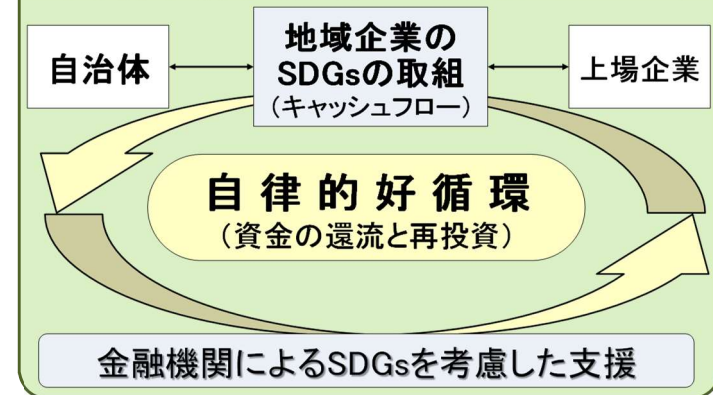 自治体
地域企業の
SDGsの取組
（キャッシュフロー）
上場企業
自律的好循環
（資金の還流と再投資）
金融機関によるSDGsを考慮した支援